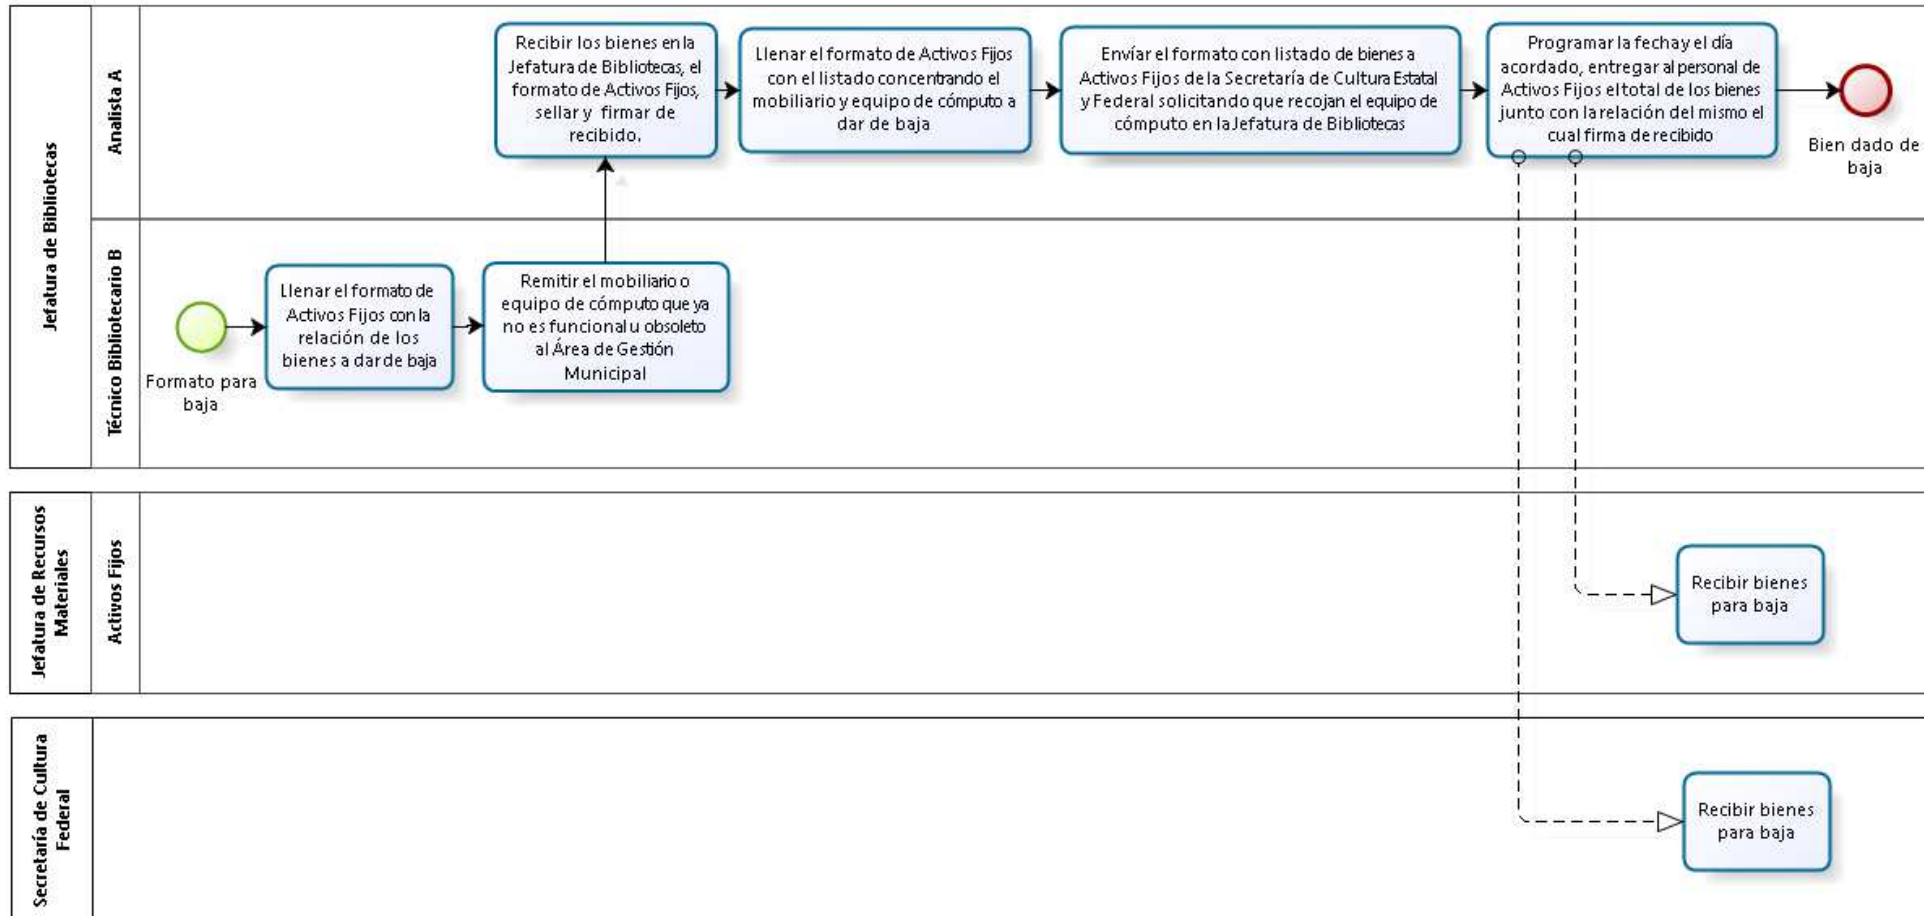 Jefatura de Bibliotecas
Analista A
Recibir los bienes en la
Jefatura de Bibliotecas, el
formato de Activos Fijos,
sellar y firmar de
recibido.
Llenar el formato de Activos Fijos
con el listado concentrando el
mobiliario y equipo de cómputo a
dar de baja
Envíar el formato con listado de bienes a
Activos Fijos de la Secretaría de Cultura Estatal
y Federal solicitando que recojan el equipo de
cómputo en la Jefatura de Bibliotecas
Programar la fecha y el día
acordado, entregar al personal de
Activos Fijos el total de los bienes
junto con la relación del mismo el
cual firma de recibido
Bien dado de
baja
Técnico Bibliotecario B
Formato para
baja
Llenar el formato de
Activos Fijos con la
relación de los
bienes a dar de baja
Remitir el mobiliario o
equipo de cómputo que ya
no es funcional u obsoleto
al Área de Gestión
Municipal
Jefatura de Recursos
Materiales
Activos Fijos
Recibir bienes
para baja
Secretaría de Cultura
Federal
Recibir bienes
para baja